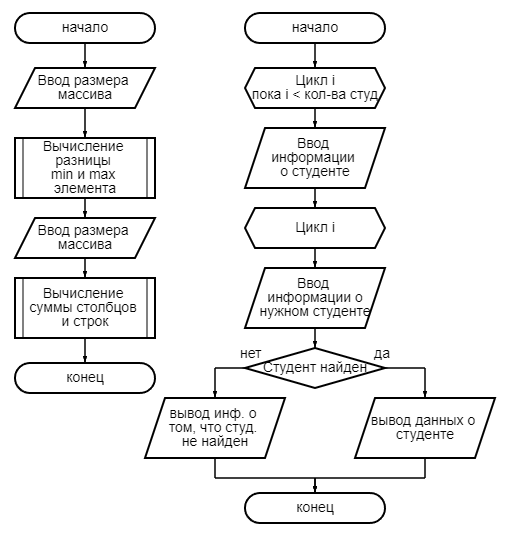 начало
Ввод размера
массива
Вычисление
разницы
min и max
элемента
Ввод размера
массива
Вычисление
суммы столбцов
и строк
конец
начало
Цикл i
пока i < кол-ва студ
Ввод
информации
о студенте
Цикл i
Ввод
информации о
нужном студенте
нет
да
Студент найден
вывод инф. о
том, что студ.
не найден
вывод данных о
студенте
конец